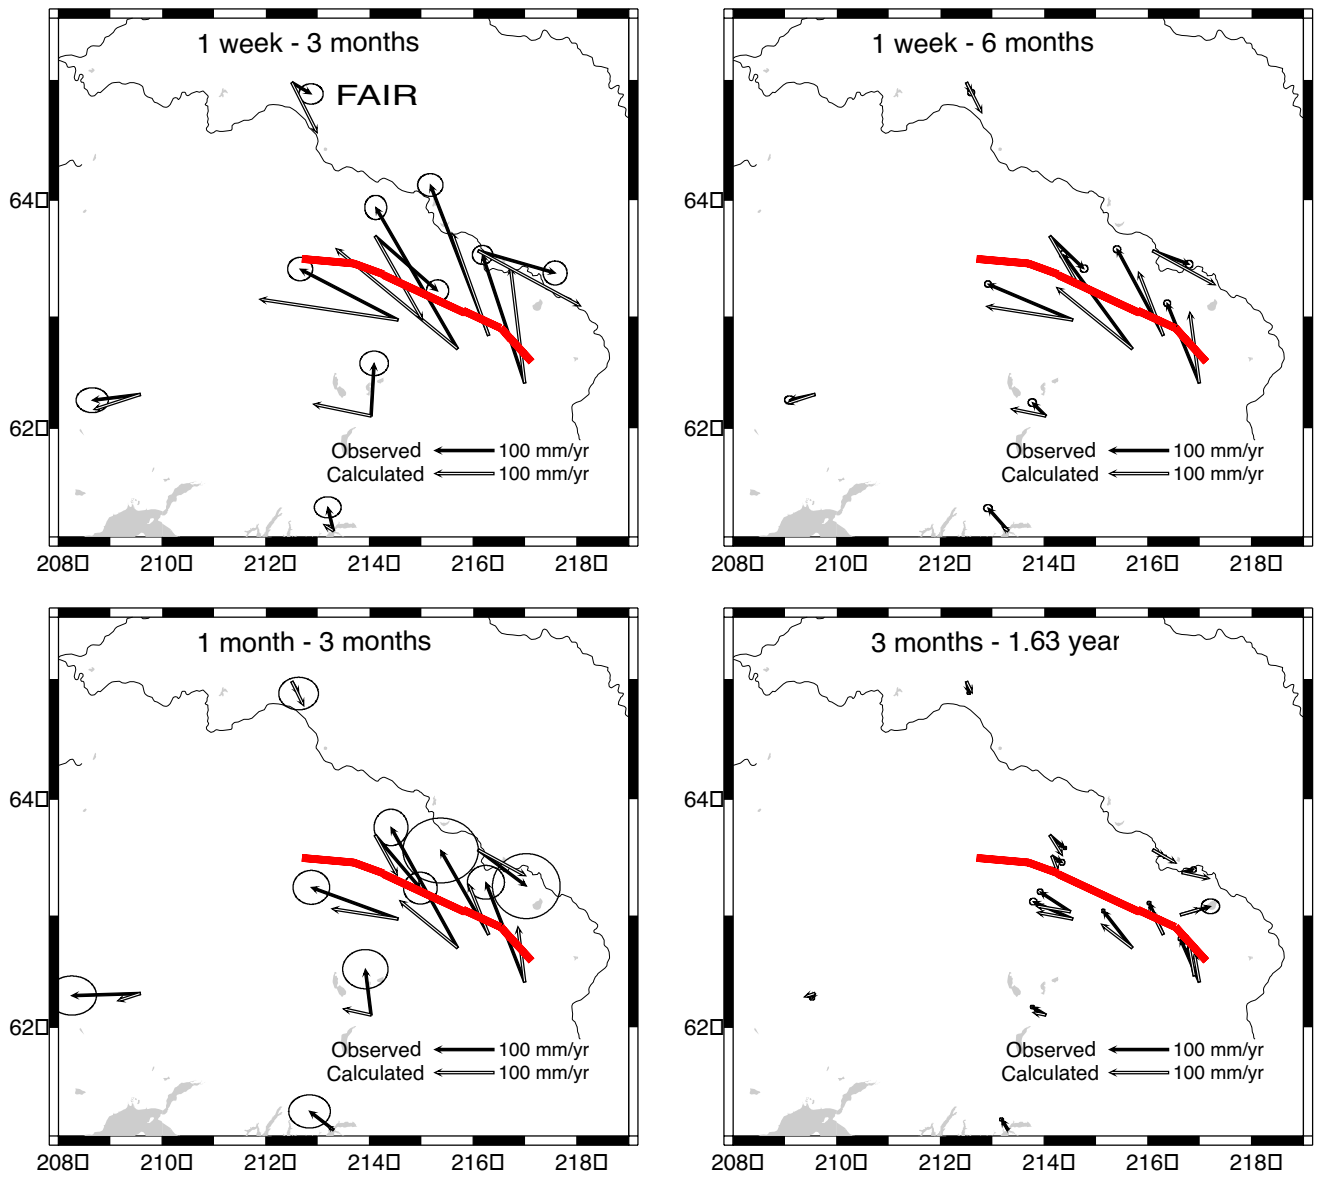 1 week - 3 months
FAIR
64□
62□
Observed 100 mm/yr
Calculated 100 mm/yr
208□ 210□ 212□ 214□ 216□ 218□
1 week - 6 months
64□
62□
Observed 100 mm/yr
Calculated 100 mm/yr
208□ 210□ 212□ 214□ 216□ 218□
1 month - 3 months
64□
62□
Observed 100 mm/yr
Calculated 100 mm/yr
208□ 210□ 212□ 214□ 216□ 218□
3 months - 1.63 year
64□
62□
Observed 100 mm/yr
Calculated 100 mm/yr
208□ 210□ 212□ 214□ 216□ 218□